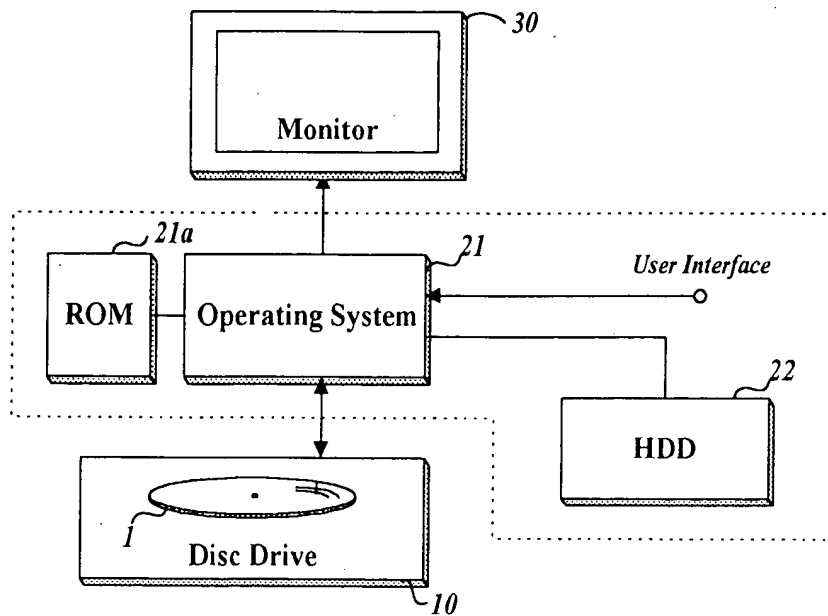 30
Monitor
21a
21
User Interface
ROM
Operating System
22
HDD
1
Disc Drive
10